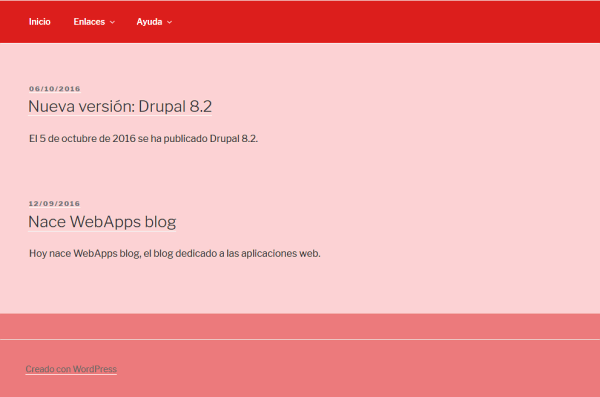 Inicio Enlaces Ayuda
06/10/2016
Nueva versión: Drupal 8.2
El 5 de octubre de 2016 se ha publicado Drupal 8.2.
12/09/2016
Nace WebApps blog
Hoy nace WebApps blog, el blog dedicado a las aplicaciones web.
Creado con WordPress